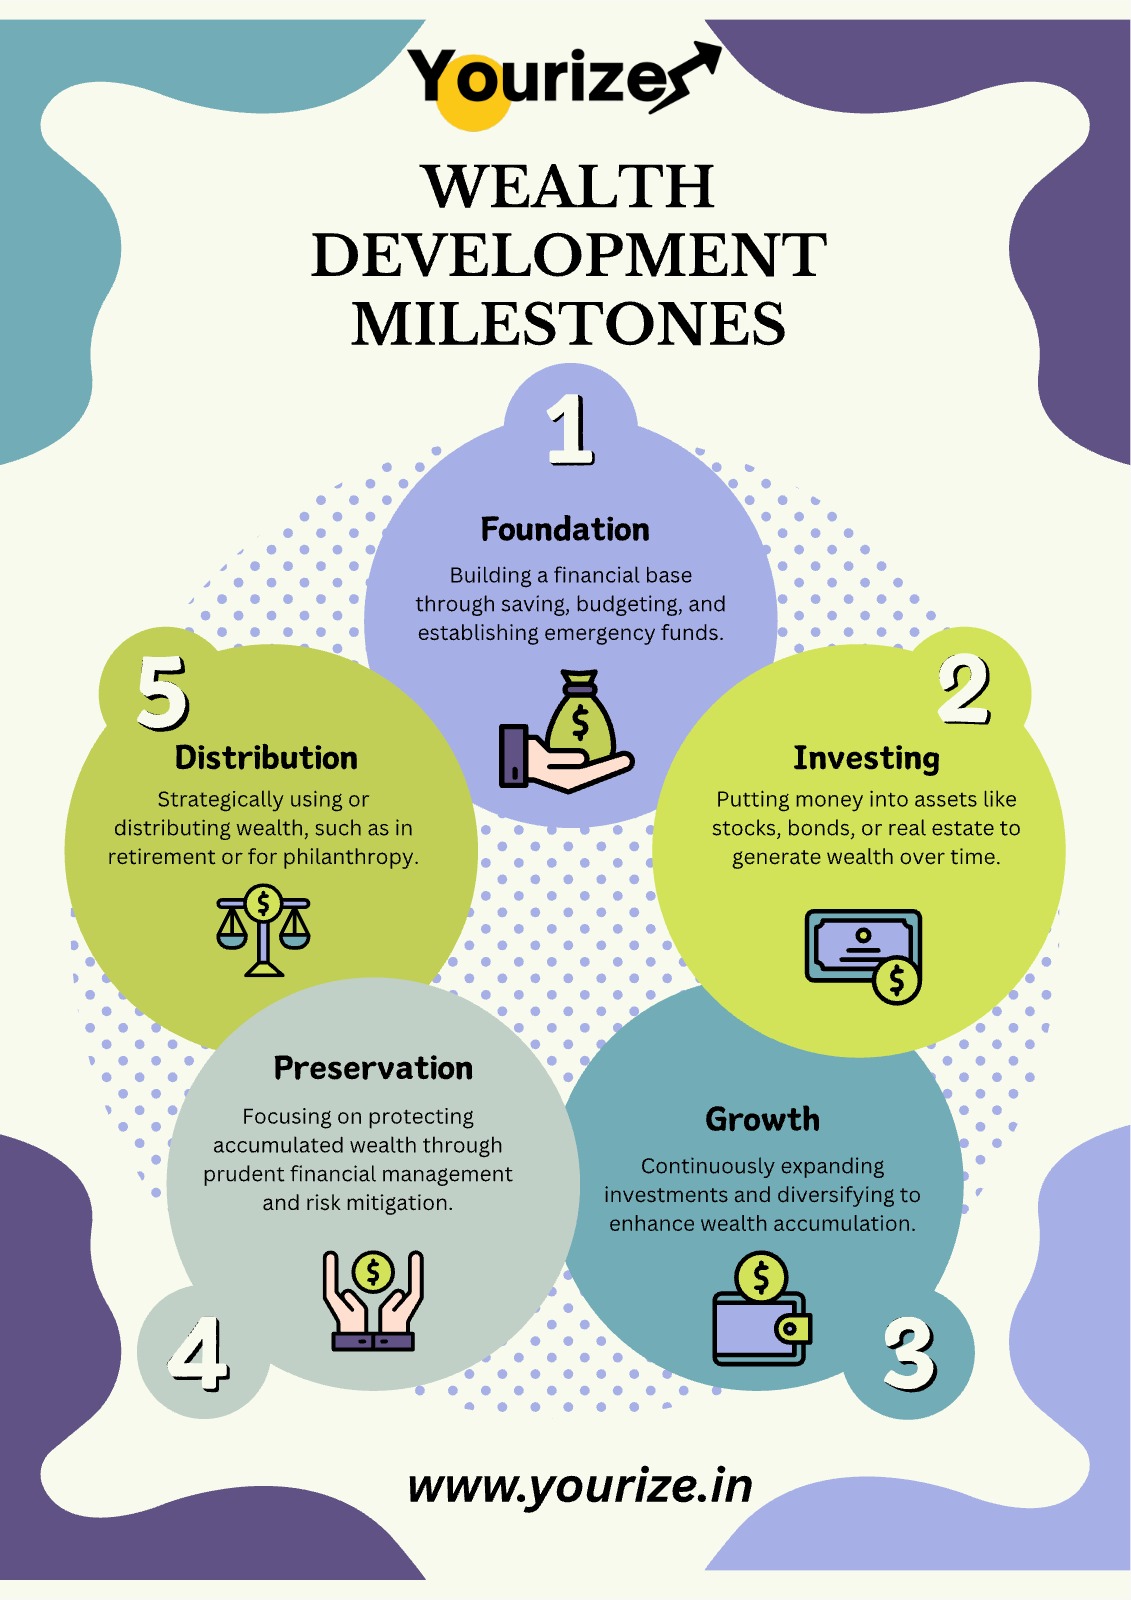 Yourize
WEALTH
DEVELOPMENT
MILESTONES
1
Foundation
Building a financial base
through saving, budgeting, and
establishing emergency funds.
$
2
Investing
Putting money into assets like
stocks, bonds, or real estate to
generate wealth over time.
$
Growth
Continuously expanding
investments and diversifying to
enhance wealth accumulation.
$
3
Preservation
Focusing on protecting
accumulated wealth through
prudent financial management
and risk mitigation.
$
4
5
Distribution
Strategically using or
distributing wealth, such as in
retirement or for philanthropy.
$
www.yourize.in